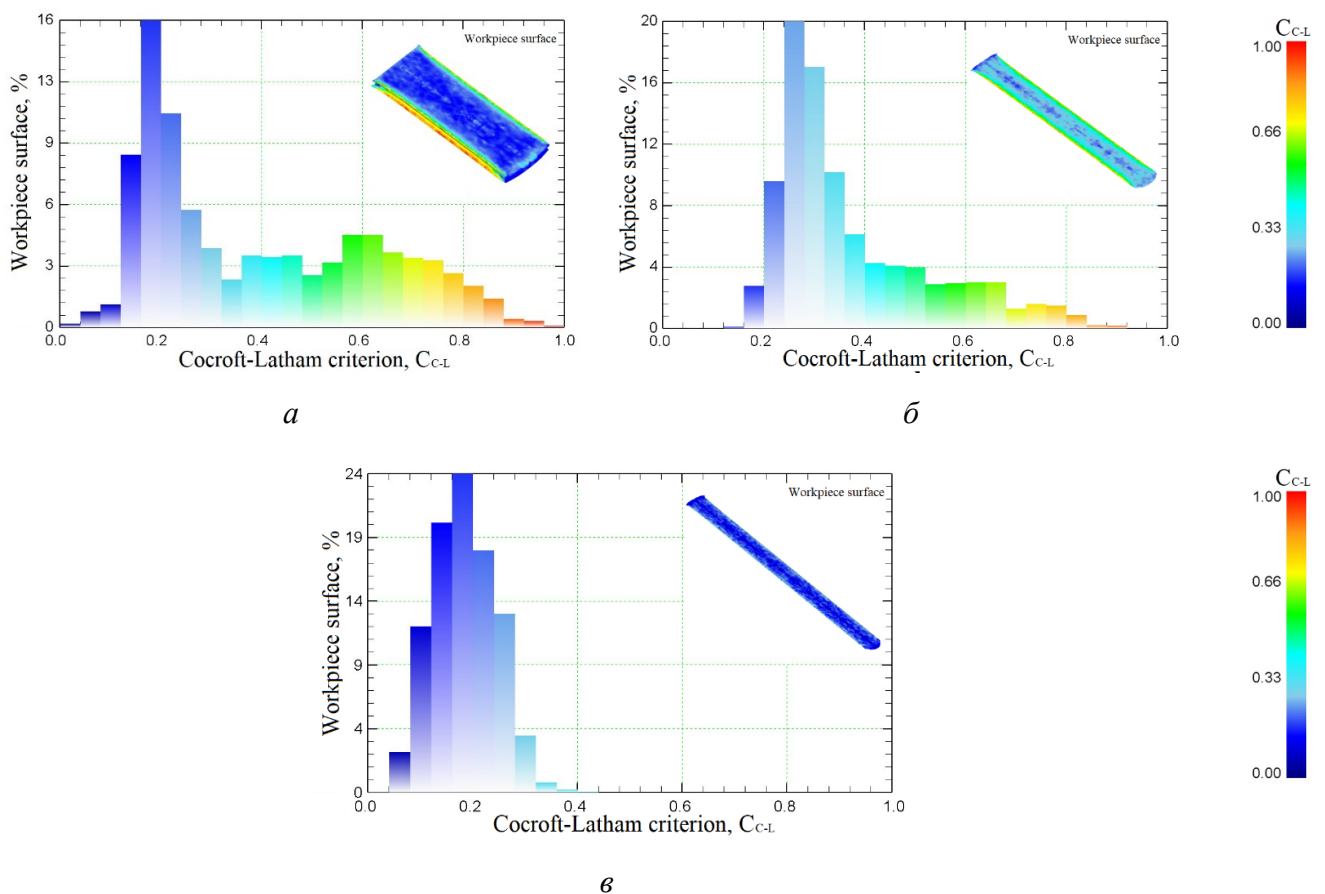 Workpiece surface, %
16
13
9
6
3
0
0.0 0.2 0.4 0.6 0.8 1.0
Workpiece surface
Cocroft-Latham criterion, CC-L
а
Workpiece surface, %
20
16
12
8
4
0
0.0 0.2 0.4 0.6 0.8 1.0
Workpiece surface
Cocroft-Latham criterion, CC-L
б
CC-L
1.00
0.66
0.33
0.00
Workpiece surface, %
24
19
14
9
4
0
0.0 0.2 0.4 0.6 0.8 1.0
Workpiece surface
Cocroft-Latham criterion, CC-L
в
CC-L
1.00
0.66
0.33
0.00